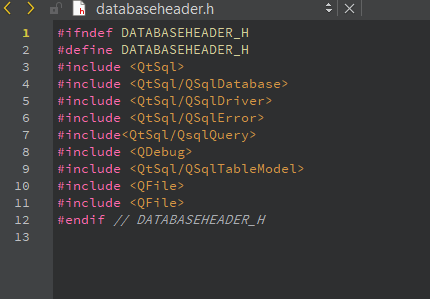 databaseheader.h
1 #ifndef DATABASEHEADER_H
2 #define DATABASEHEADER_H
3 #include <QtSql>
4 #include <QtSql/QSqlDatabase>
5 #include <QtSql/QSqlDriver>
6 #include <QtSql/QSqlError>
7 #include<QtSql/QsqlQuery>
8 #include <QDebug>
9 #include <QtSql/QSqlTableModel>
10 #include <QFile>
11 #include <QFile>
12 #endif // DATABASEHEADER_H
13